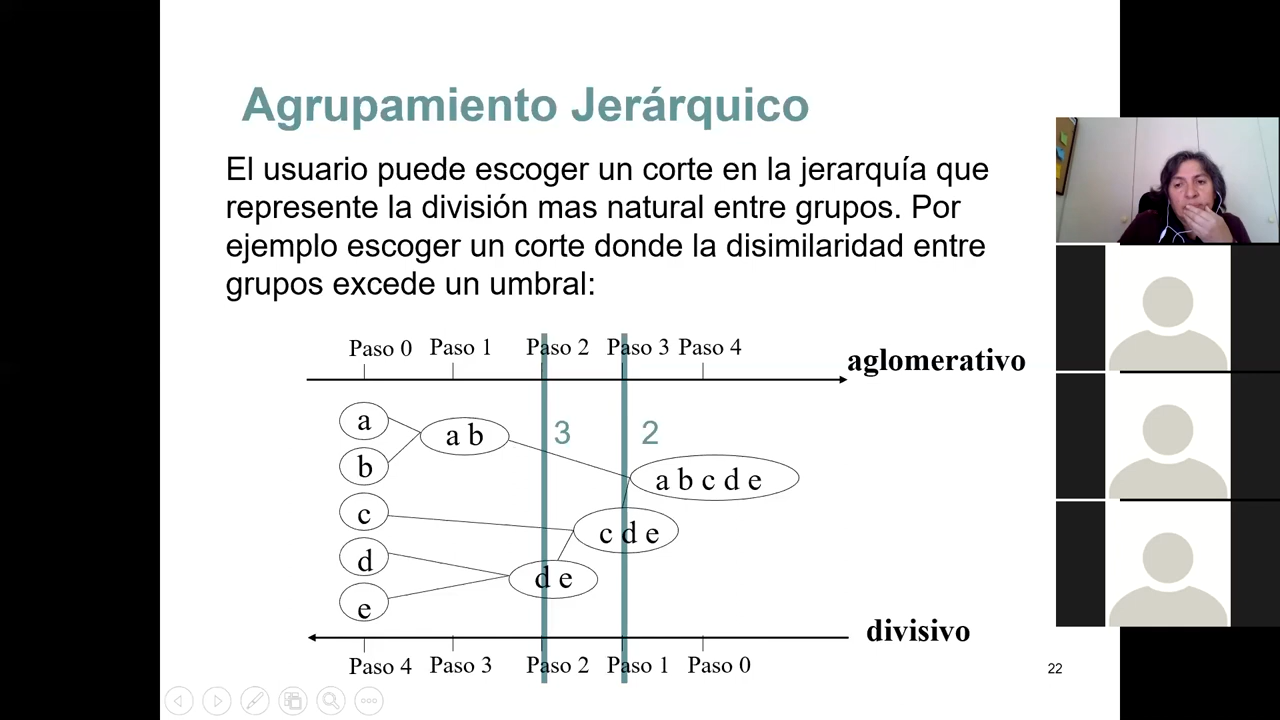 Agrupamiento Jerárquico
El usuario puede escoger un corte en la jerarquía que
represente la división mas natural entre grupos. Por
ejemplo escoger un corte donde la disimilaridad entre
grupos excede un umbral:
Paso 0 Paso 1 Paso 2 Paso 3 Paso 4
aglomerativo
a
a b
3
2
b
a b c d e
c
c d e
d
d e
e
divisivo
Paso 4 Paso 3 Paso 2 Paso 1 Paso 0
22